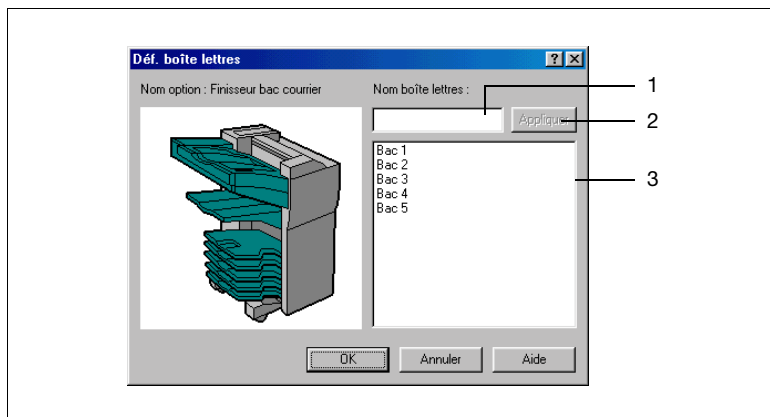 Déf. boîte lettres
Nom option : Finisseur bac courrier
Nom boîte lettres :
Appliquer
Bac 1
Bac 2
Bac 3
Bac 4
Bac 5
OK
Annuler
Aide
1
2
3